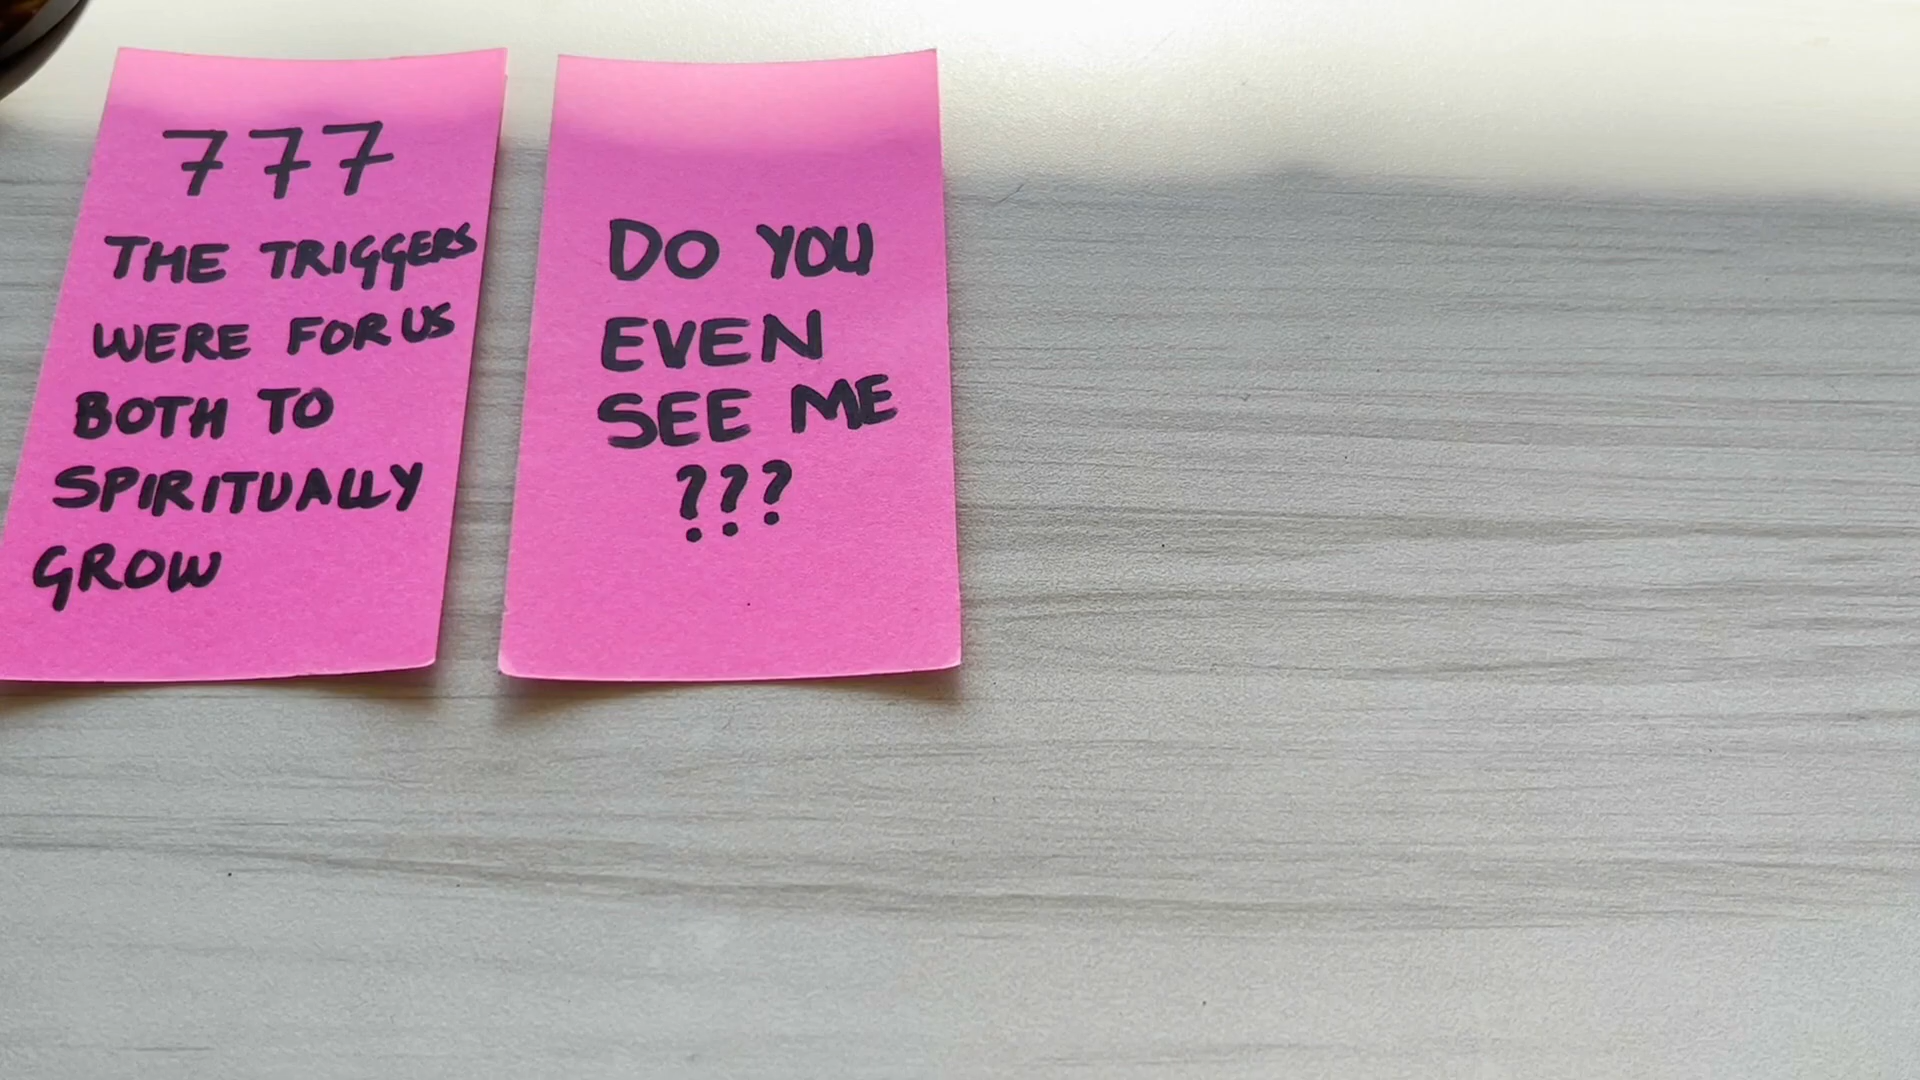 777
THE TRIGGERS
WERE FOR US
BOTH TO
SPIRITUALLY
GROW
DO YOU
EVEN
SEE ME
???